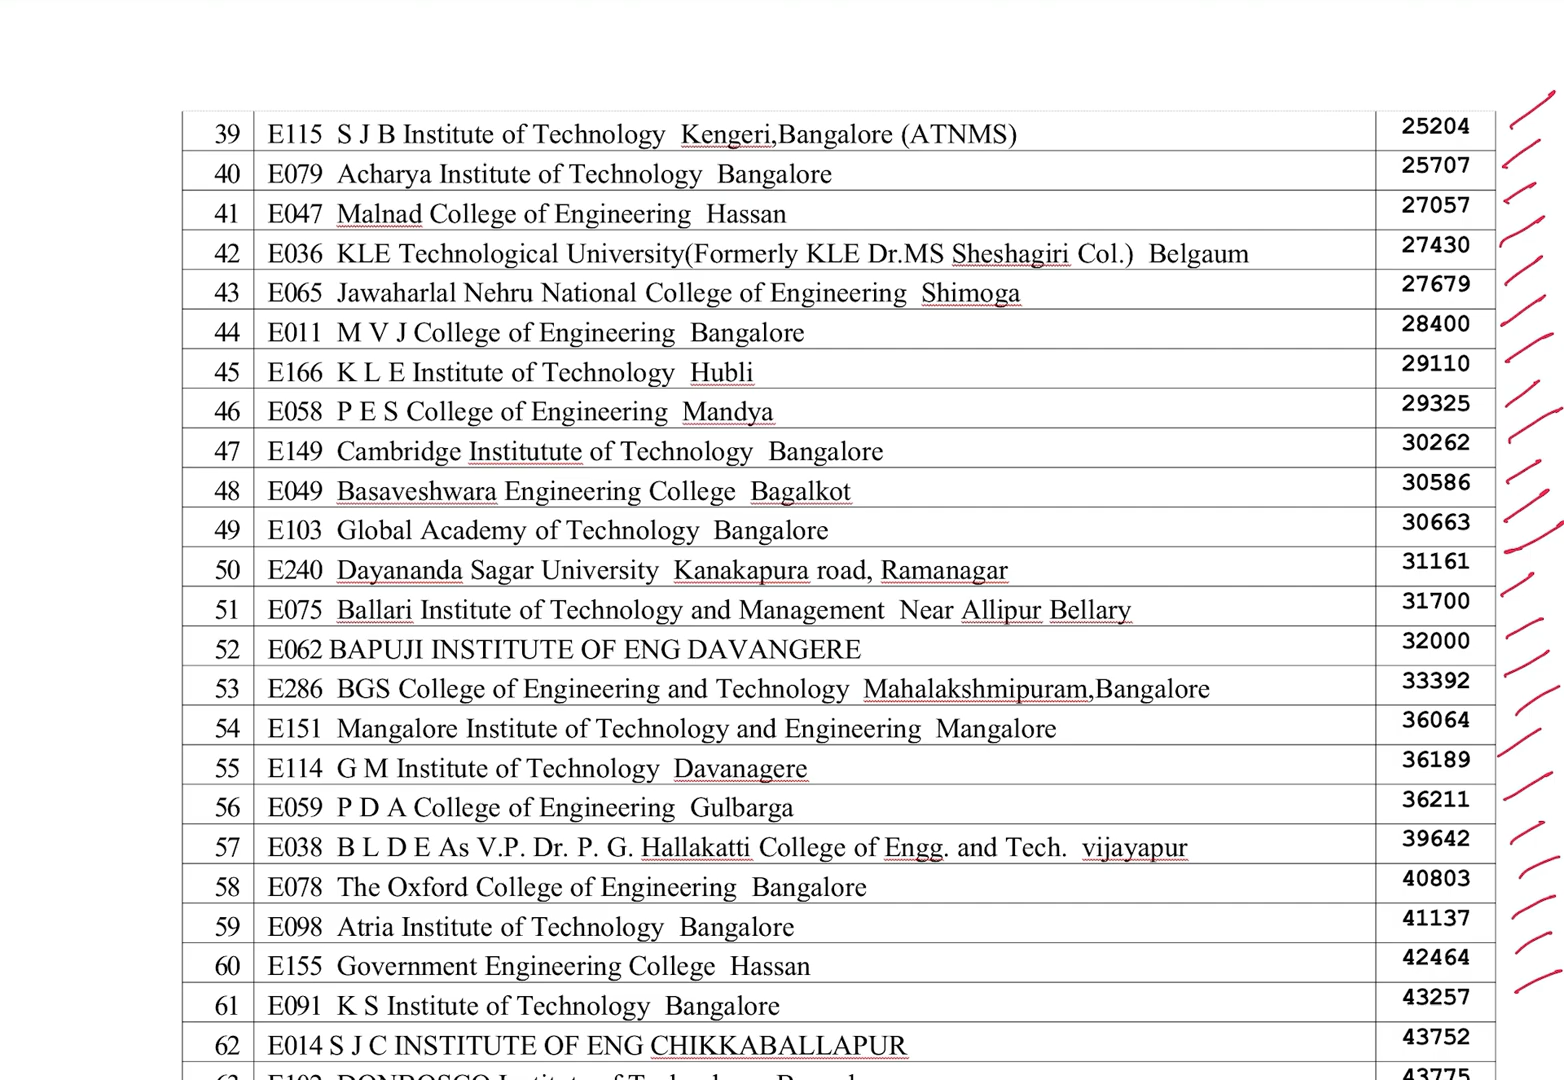 39 E115 S J B Institute of Technology Kengeri,Bangalore (ATNMS) 25204
40 E079 Acharya Institute of Technology Bangalore 25707
41 E047 Malnad College of Engineering Hassan 27057
42 E036 KLE Technological University(Formerly KLE Dr.MS Sheshagiri Col.) Belgaum 27430
43 E065 Jawaharlal Nehru National College of Engineering Shimoga 27679
44 E011 M V J College of Engineering Bangalore 28400
45 E166 K L E Institute of Technology Hubli 29110
46 E058 P E S College of Engineering Mandya 29325
47 E149 Cambridge Institutute of Technology Bangalore 30262
48 E049 Basaveshwara Engineering College Bagalkot 30586
49 E103 Global Academy of Technology Bangalore 30663
50 E240 Dayananda Sagar University Kanakapura road, Ramanagar 31161
51 E075 Ballari Institute of Technology and Management Near Allipur Bellary 31700
52 E062 BAPUJI INSTITUTE OF ENG DAVANGERE 32000
53 E286 BGS College of Engineering and Technology Mahalakshmipuram,Bangalore 33392
54 E151 Mangalore Institute of Technology and Engineering Mangalore 36064
55 E114 G M Institute of Technology Davanagere 36189
56 E059 P D A College of Engineering Gulbarga 36211
57 E038 B L D E As V.P. Dr. P. G. Hallakatti College of Engg. and Tech. vijayapur 39642
58 E078 The Oxford College of Engineering Bangalore 40803
59 E098 Atria Institute of Technology Bangalore 41137
60 E155 Government Engineering College Hassan 42464
61 E091 K S Institute of Technology Bangalore 43257
62 E014 S J C INSTITUTE OF ENG CHIKKABALLAPUR 43752
43775